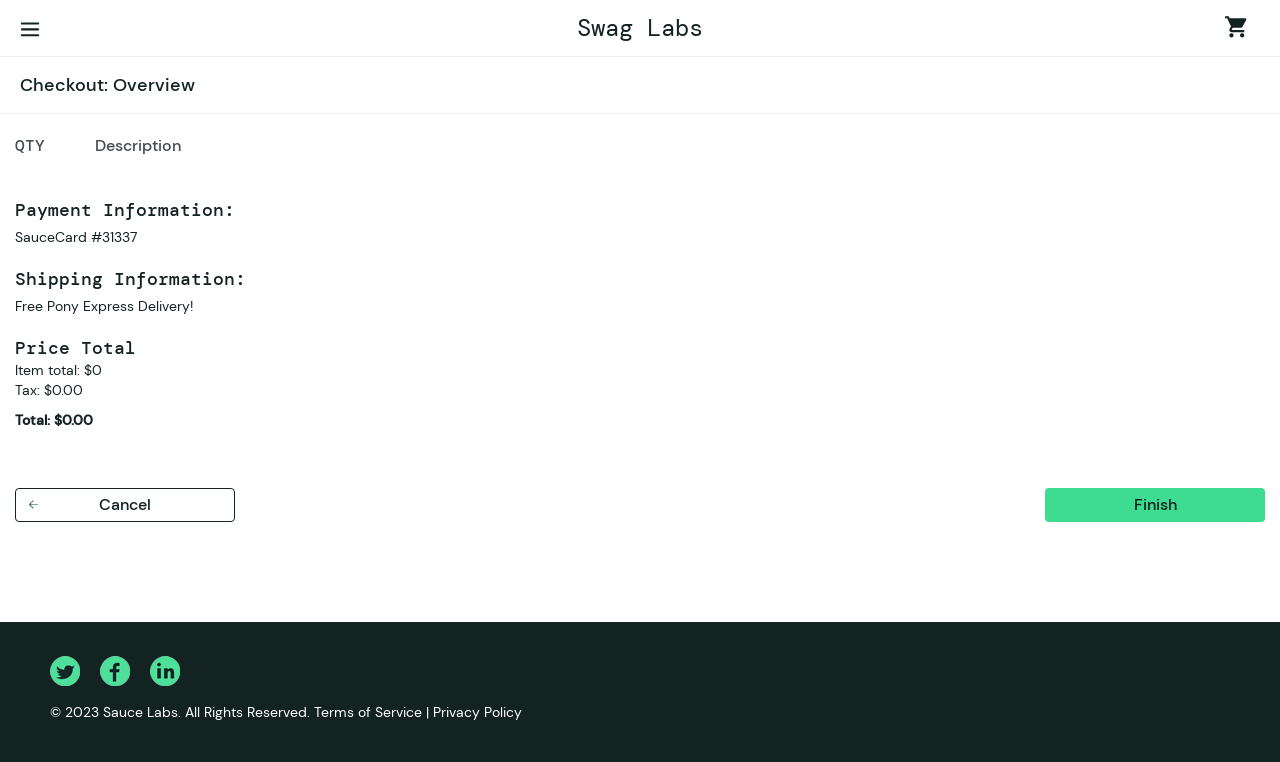 Swag Labs
Checkout: Overview
QTY Description
Payment Information:
SauceCard #31337
Shipping Information:
Free Pony Express Delivery!
Price Total
Item total: $0
Tax: $0.00
Total: $0.00
Cancel Finish
© 2023 Sauce Labs. All Rights Reserved. Terms of Service | Privacy Policy